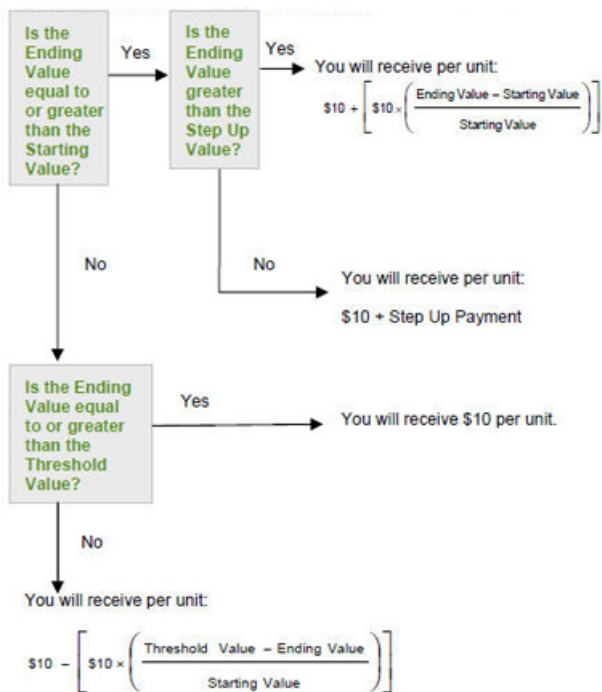 Is the
Ending
Value
equal to
or greater
than the
Starting
Value?
Yes
Is the
Ending
Value
greater
than the
Step Up
Value?
Yes
You will receive per unit:
$10 + [ $10 × ( Ending Value – Starting Value
Starting Value ) ]
No
No
You will receive per unit:
$10 + Step Up Payment
Is the Ending
Value equal
to or greater
than the
Threshold
Value?
Yes
You will receive $10 per unit.
No
You will receive per unit:
$10 – [ $10 × ( Threshold Value – Ending Value
Starting Value ) ]